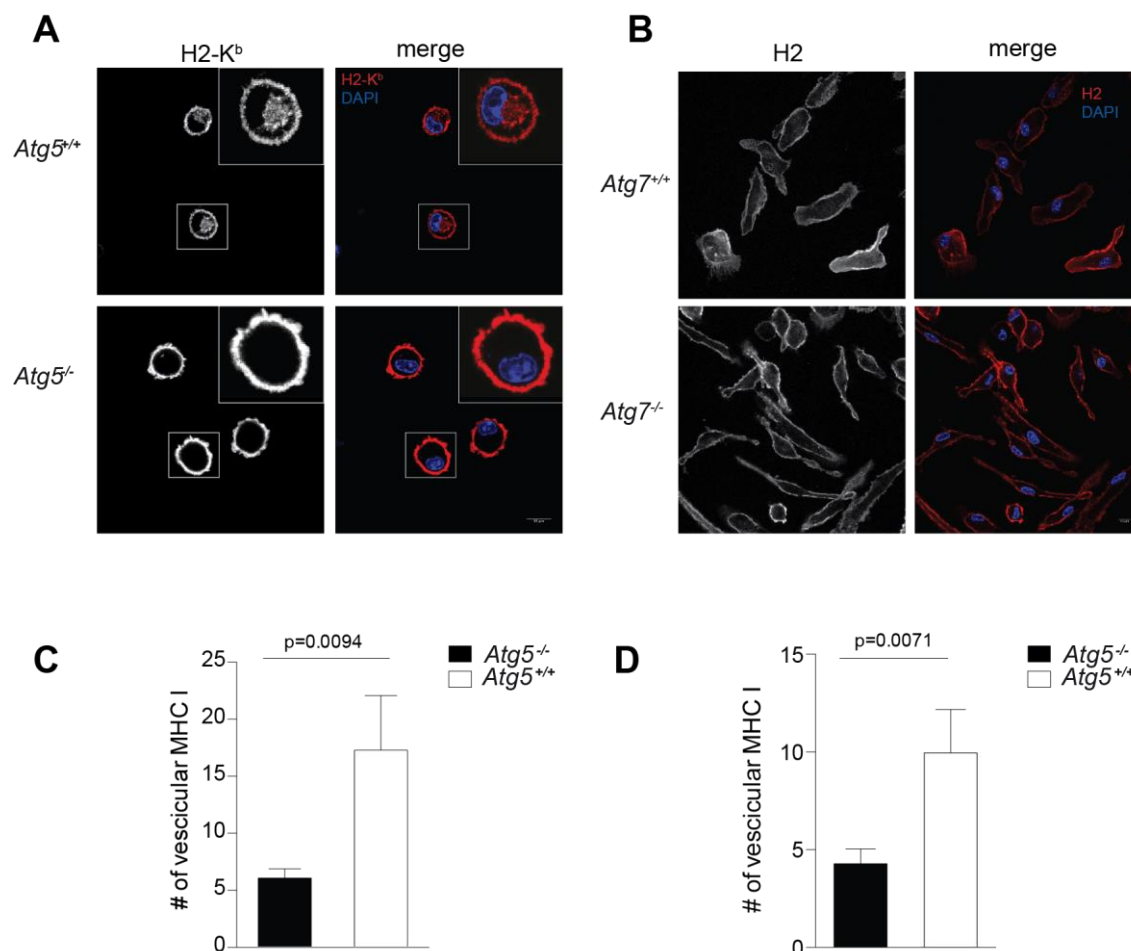 A
H2-Kᵇ
merge
H2-Kᵇ
DAPI
Atg5⁺/⁺
Atg5⁻/⁻
B
H2
merge
H2
DAPI
Atg7⁺/⁺
Atg7⁻/⁻
C
p=0.0094
# of vescicular MHC I
25
20
15
10
5
0
Atg5⁻/⁻
Atg5⁺/⁺
D
p=0.0071
# of vescicular MHC I
15
10
5
0
Atg5⁻/⁻
Atg5⁺/⁺